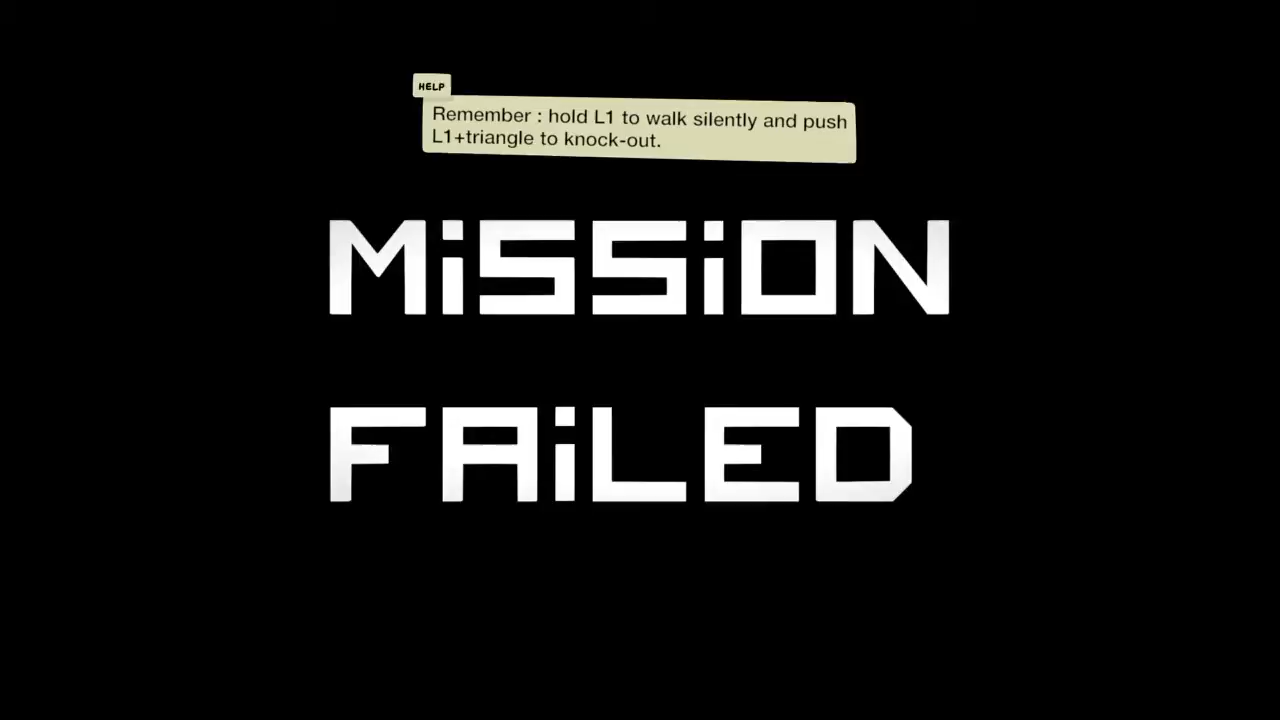 HELP
Remember : hold L1 to walk silently and push
L1+triangle to knock-out.
MiSSiON
FAiLED